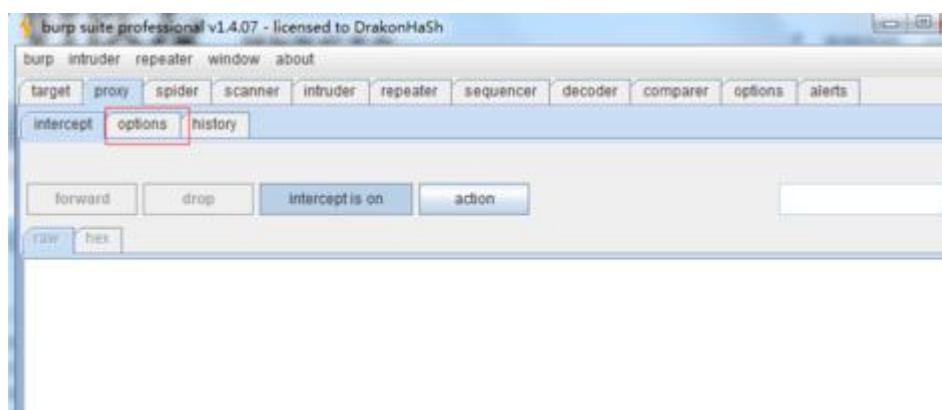 burp suite professional v1.4.07 - licensed to DrakonHaSh
burp intruder repeater window about
target proxy spider scanner intruder repeater sequencer decoder comparer options alerts
intercept options history
forward drop intercept is on action
raw hex